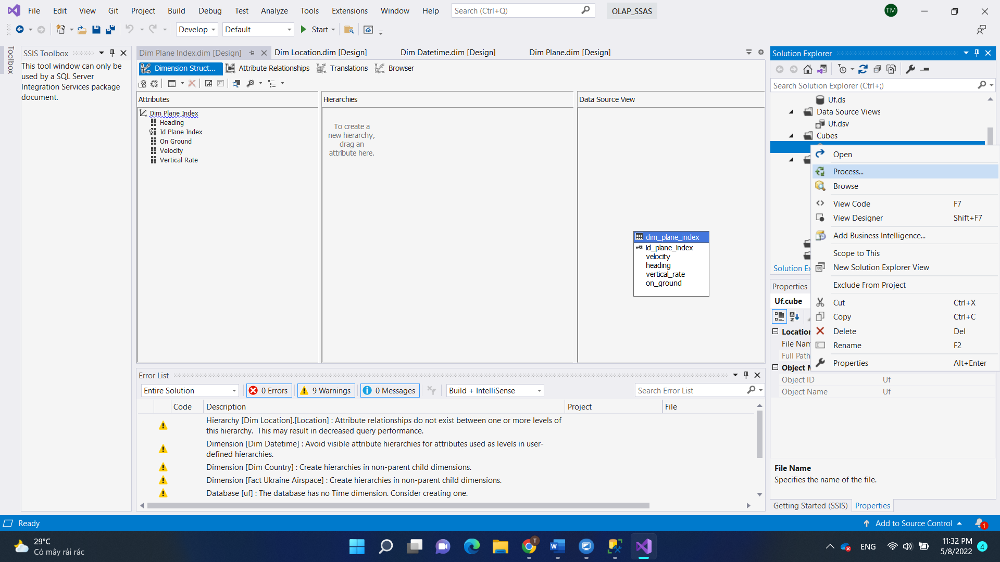 File Edit View Git Project Build Debug Test Analyze Tools Extensions Window Help Search (Ctrl+Q) OLAP_SSAS TM
Develop Default Start
Toolbox
SSIS Toolbox
This tool window can only be
used by a SQL Server
Integration Services package
document.
Dim Plane Index.dim [Design] Dim Location.dim [Design] Dim Datetime.dim [Design] Dim Plane.dim [Design]
Dimension Struct... Attribute Relationships Translations Browser
Attributes
Dim Plane Index
Heading
Id Plane Index
On Ground
Velocity
Vertical Rate
Hierarchies
To create a
new hierarchy,
drag an
attribute here.
Data Source View
dim_plane_index
id_plane_index
velocity
heading
vertical_rate
on_ground
Solution Explorer
Search Solution Explorer (Ctrl+;)
Uf.ds
Data Source Views
Uf.dsv
Cubes
Open
Process...
Browse
View Code F7
View Designer Shift+F7
Add Business Intelligence...
Scope to This
New Solution Explorer View
Exclude From Project
Cut Ctrl+X
Copy Ctrl+C
Delete Del
Rename F2
Properties Alt+Enter
Solution Ex
Properties
Uf.cube
Location
File Nam
Full Path
Object M
Object ID Uf
Object Name Uf
File Name
Specifies the name of the file.
Getting Started (SSIS) Properties
Error List
Entire Solution 0 Errors 9 Warnings 0 Messages Build + IntelliSense Search Error List
Code Description Project File
Hierarchy [Dim Location].[Location] : Attribute relationships do not exist between one or more levels of
this hierarchy.  This may result in decreased query performance.
Dimension [Dim Datetime] : Avoid visible attribute hierarchies for attributes used as levels in user-
defined hierarchies.
Dimension [Dim Country] : Create hierarchies in non-parent child dimensions.
Dimension [Fact Ukraine Airspace] : Create hierarchies in non-parent child dimensions.
Database [uf] : The database has no Time dimension. Consider creating one.
Ready Add to Source Control 1
29°C
Có mây rải rác
T
ENG
11:32 PM
5/8/2022
4